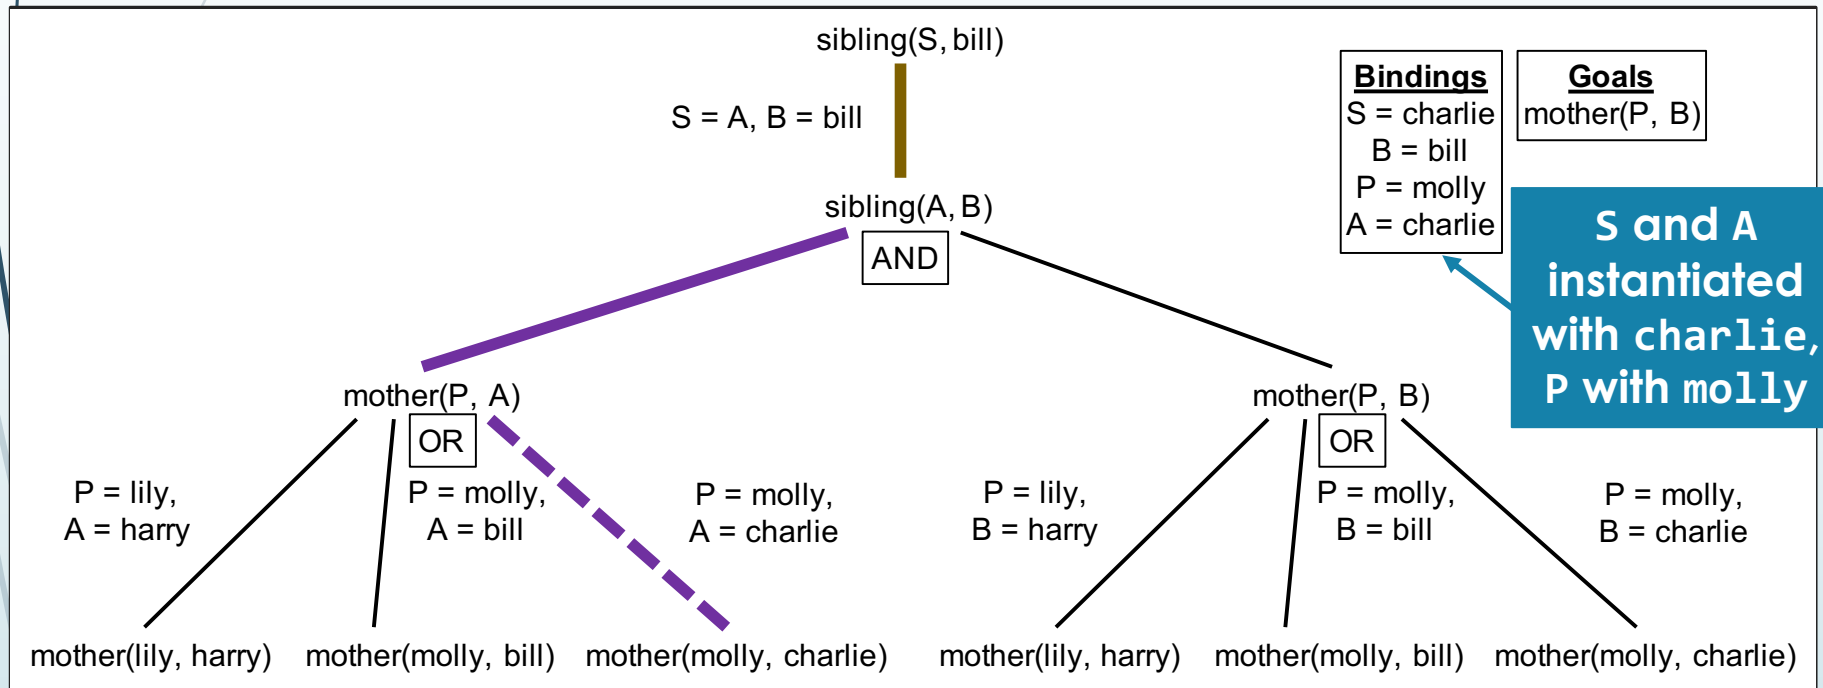 sibling(S, bill)
S = A, B = bill
sibling(A, B)
AND
Bindings
S = charlie
B = bill
P = molly
A = charlie
Goals
mother(P, B)
S and A
instantiated
with charlie,
P with molly
mother(P, A)
OR
P = lily,
A = harry
P = molly,
A = bill
P = molly,
A = charlie
mother(lily, harry)
mother(molly, bill)
mother(molly, charlie)
mother(P, B)
OR
P = lily,
B = harry
P = molly,
B = bill
P = molly,
B = charlie
mother(lily, harry)
mother(molly, bill)
mother(molly, charlie)